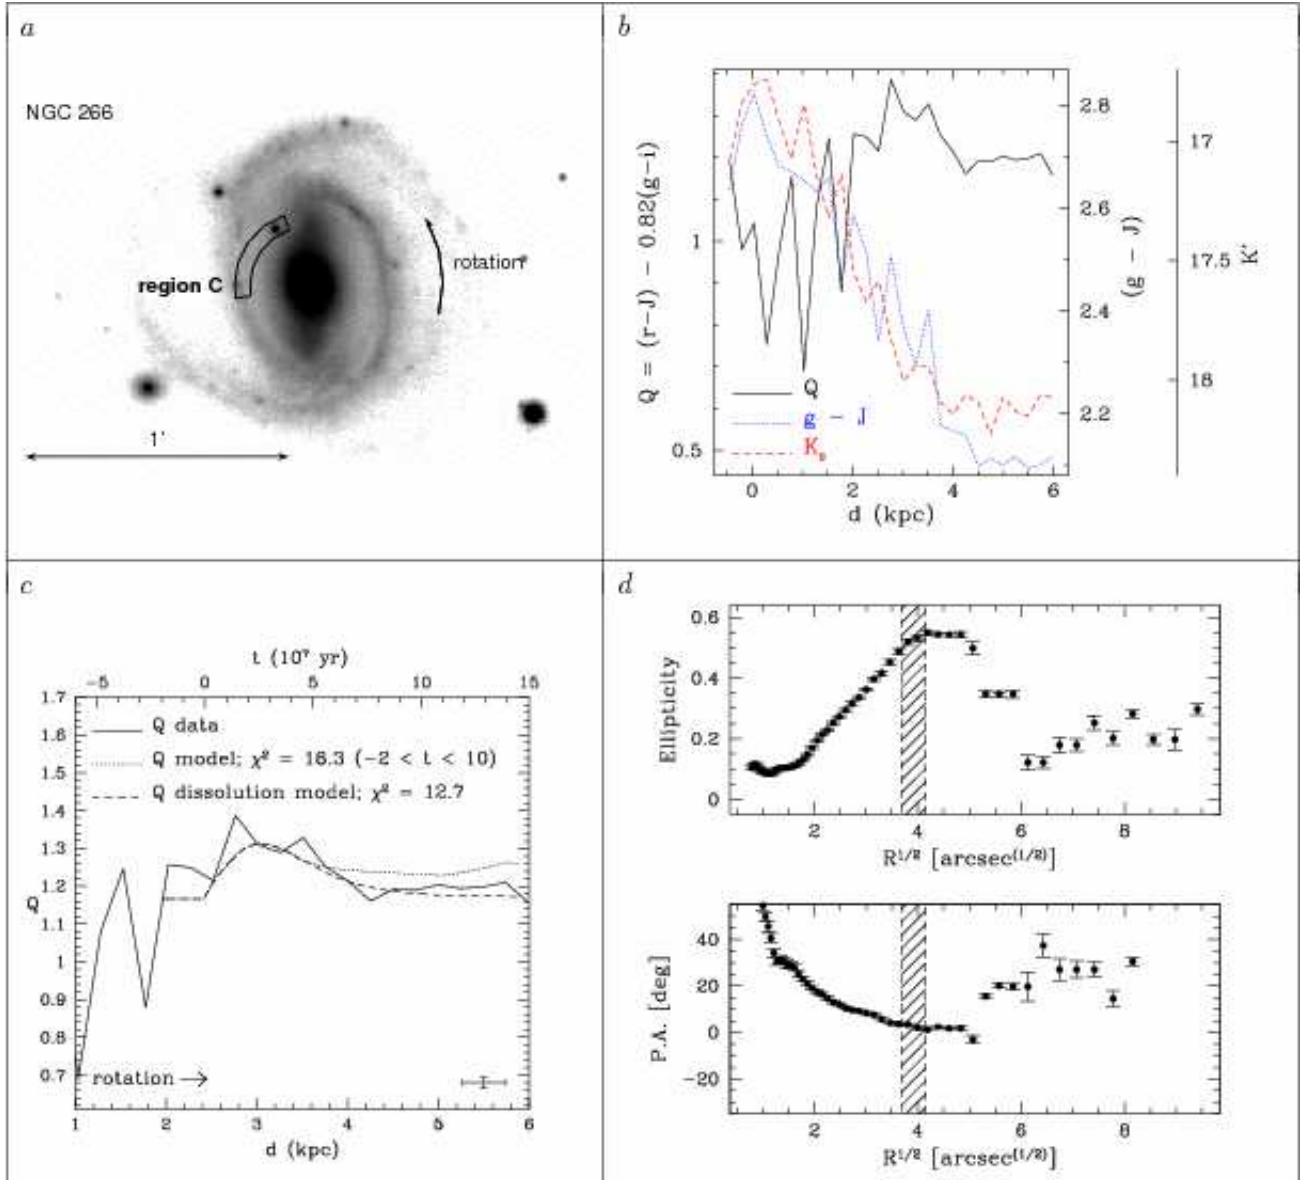 a
NGC 266
region C
rotation
1'
b
Q = (r-J) - 0.82(g-i)
1
0.5
Q
g - J
K_s
0 2 4 6
d (kpc)
2.8
2.6
2.4
2.2
(g - J)
17
17.5
18
K'
c
t (10⁷ yr)
-5 0 5 10 15
1.7
1.6
1.5
1.4
1.3
1.2
1.1
1
0.9
0.8
0.7
Q
Q data
Q model; χ² = 16.3 (-2 < t < 10)
Q dissolution model; χ² = 12.7
rotation →
1 2 3 4 5 6
d (kpc)
d
0.6
0.4
0.2
0
Ellipticity
2 4 6 8
R^1/2 [arcsec^(1/2)]
40
20
0
-20
P.A. [deg]
2 4 6 8
R^1/2 [arcsec^(1/2)]